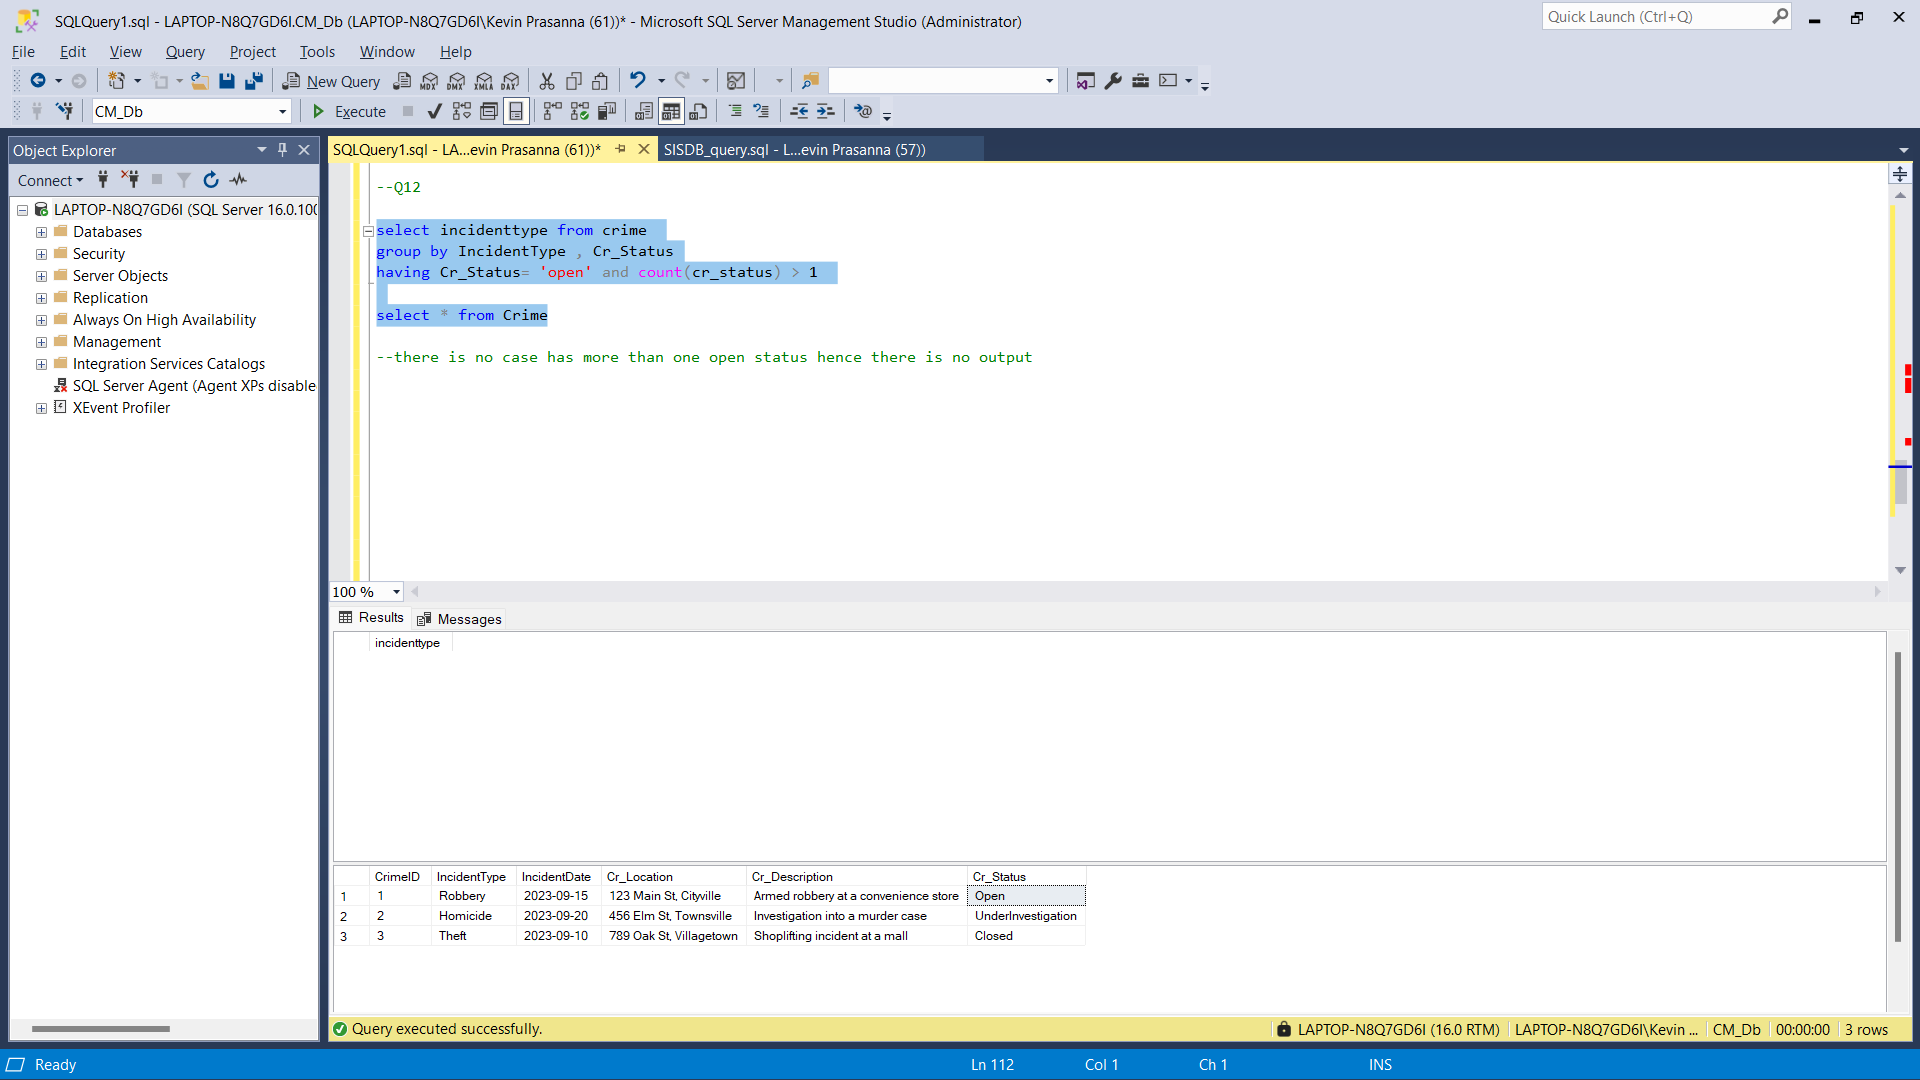 SQLQuery1.sql - LAPTOP-N8Q7GD6I.CM_Db (LAPTOP-N8Q7GD6I\Kevin Prasanna (61))* - Microsoft SQL Server Management Studio (Administrator)
Quick Launch (Ctrl+Q)
File Edit View Query Project Tools Window Help
New Query MDX DMX XMLA DAX
CM_Db Execute
Object Explorer
SQLQuery1.sql - LA...evin Prasanna (61))* SISDB_query.sql - L...evin Prasanna (57))
Connect
LAPTOP-N8Q7GD6I (SQL Server 16.0.100
Databases
Security
Server Objects
Replication
Always On High Availability
Management
Integration Services Catalogs
SQL Server Agent (Agent XPs disable
XEvent Profiler
--Q12
select incidenttype from crime
group by IncidentType , Cr_Status
having Cr_Status= 'open' and count(cr_status) > 1
select * from Crime
--there is no case has more than one open status hence there is no output
100 %
Results Messages
incidenttype
CrimeID IncidentType IncidentDate Cr_Location Cr_Description Cr_Status
1 1 Robbery 2023-09-15 123 Main St, Cityville Armed robbery at a convenience store Open
2 2 Homicide 2023-09-20 456 Elm St, Townsville Investigation into a murder case UnderInvestigation
3 3 Theft 2023-09-10 789 Oak St, Villagetown Shoplifting incident at a mall Closed
Query executed successfully. LAPTOP-N8Q7GD6I (16.0 RTM) LAPTOP-N8Q7GD6I\Kevin ... CM_Db 00:00:00 3 rows
Ready Ln 112 Col 1 Ch 1 INS